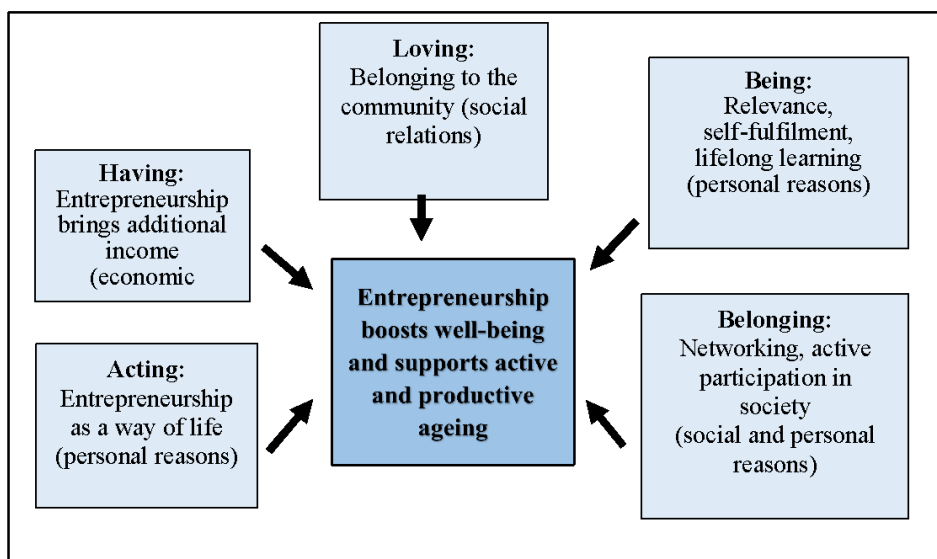 Loving:
Belonging to the
community (social
relations)
Being:
Relevance,
self-fulfilment,
lifelong learning
(personal reasons)
Having:
Entrepreneurship
brings additional
income
(economic
Entrepreneurship
boosts well-being
and supports active
and productive
ageing
Acting:
Entrepreneurship
as a way of life
(personal reasons)
Belonging:
Networking, active
participation in
society
(social and personal
reasons)